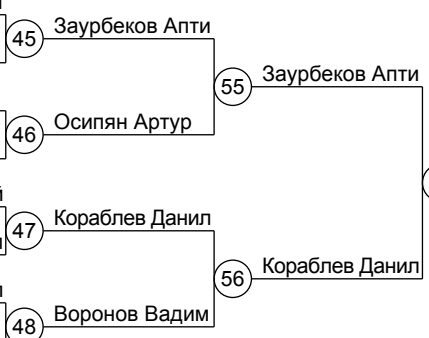 45 Заурбеков Апти
55 Заурбеков Апти
46 Осипян Артур
47 Кораблев Данил
56 Кораблев Данил
48 Воронов Вадим